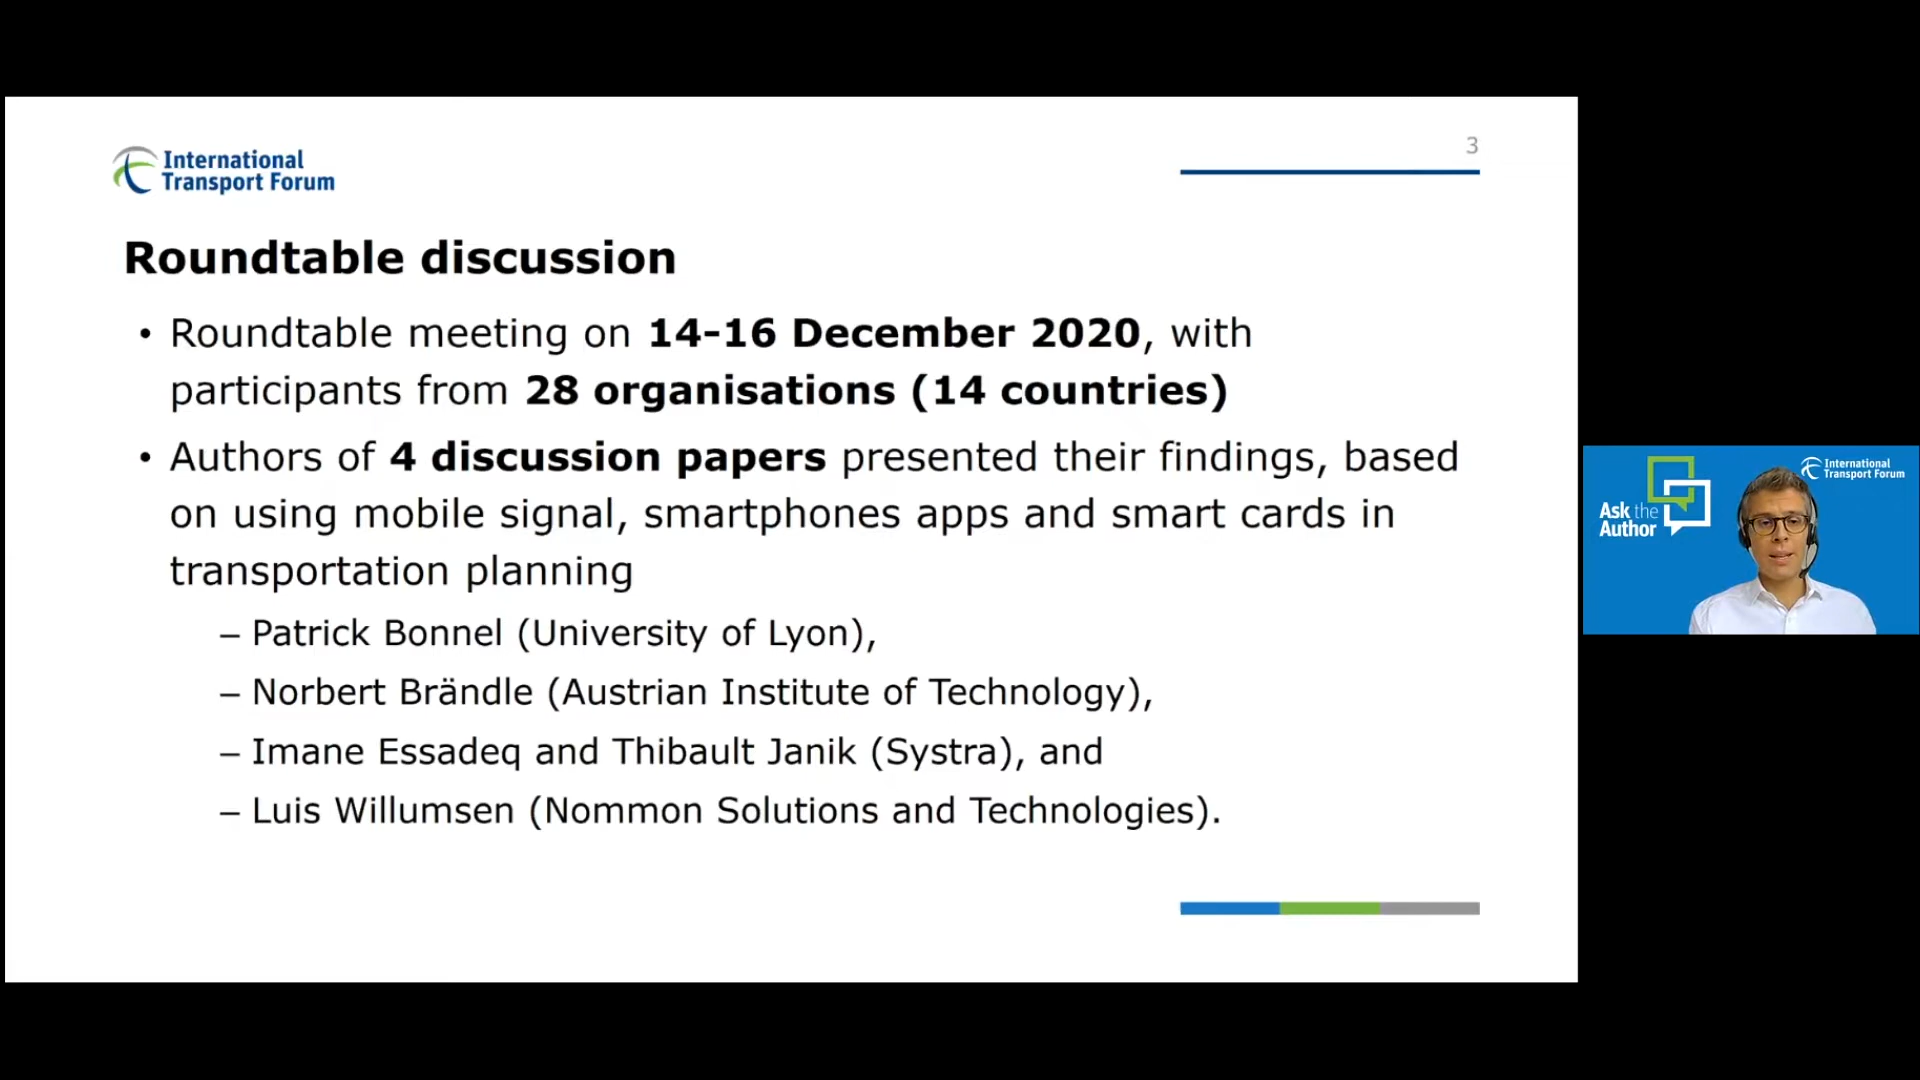 International
Transport Forum
3
Roundtable discussion
• Roundtable meeting on 14-16 December 2020, with
participants from 28 organisations (14 countries)
• Authors of 4 discussion papers presented their findings, based
on using mobile signal, smartphones apps and smart cards in
transportation planning
– Patrick Bonnel (University of Lyon),
– Norbert Brändle (Austrian Institute of Technology),
– Imane Essadeq and Thibault Janik (Systra), and
– Luis Willumsen (Nommon Solutions and Technologies).
Ask the
Author
International
Transport Forum